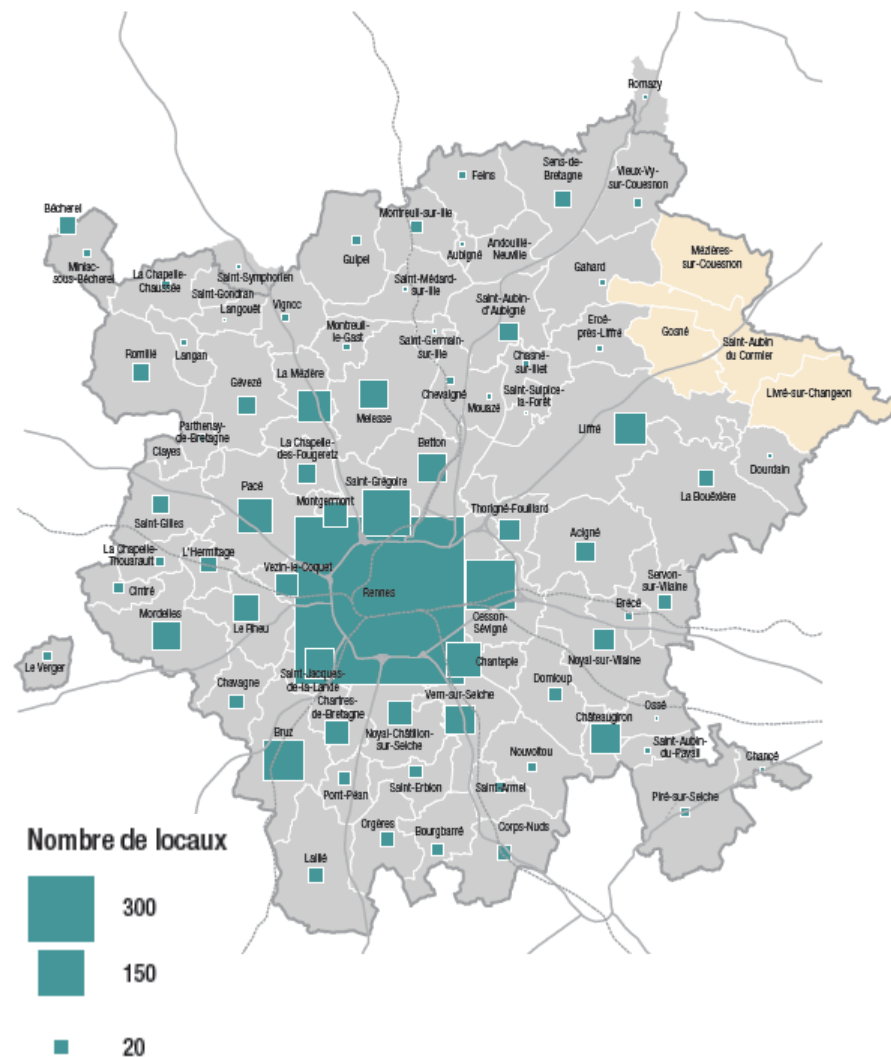 Romazy
Feins
Sens-de-
Bretagne
Vieux-Vy-
sur-Couesnon
Bécherel
Montreuil-sur-Ille
Andouillé-
Neuville
Aubigné
Guipel
Mézières-
sur-Couesnon
Miniac-
sous-Bécherel
La Chapelle-
Chaussée
Saint-Symphorien
Saint-Gondran
Langouët
Vignoc
Saint-Médard-
sur-Ille
Gahard
Saint-Aubin-
d'Aubigné
Ercé-
près-Liffré
Gosné
Saint-Aubin
du Cormier
Montreuil-
le-Gast
Saint-Germain-
sur-Ille
Chasné-
sur-Illet
Romillé
Langan
La Mézière
Gévezé
Melesse
Chevaigné
Mouazé
Saint-Sulpice-
la-Forêt
Livré-sur-Changeon
Liffré
Parthenay-
de-Bretagne
Clayes
La Chapelle-
des-Fougeretz
Betton
Dourdain
La Bouëxière
Pacé
Saint-Grégoire
Montgermont
Thorigné-Fouillard
Saint-Gilles
Acigné
La Chapelle-
Thouarault
L'Hermitage
Vezin-le-Coquet
Rennes
Servon-
sur-Vilaine
Cintré
Brécé
Mordelles
Le Rheu
Cesson-
Sévigné
Noyal-sur-Vilaine
Le Verger
Chavagne
Saint-Jacques-
de-la-Lande
Chantepie
Domloup
Vern-sur-Seiche
Chartres-
de-Bretagne
Ossé
Châteaugiron
Bruz
Noyal-Châtillon-
sur-Seiche
Nouvoitou
Saint-Aubin-
du-Pavail
Chancé
Pont-Péan
Saint-Erblon
Saint-Armel
Piré-sur-Seiche
Orgères
Bourgbarré
Corps-Nuds
Laillé
Nombre de locaux
300
150
20